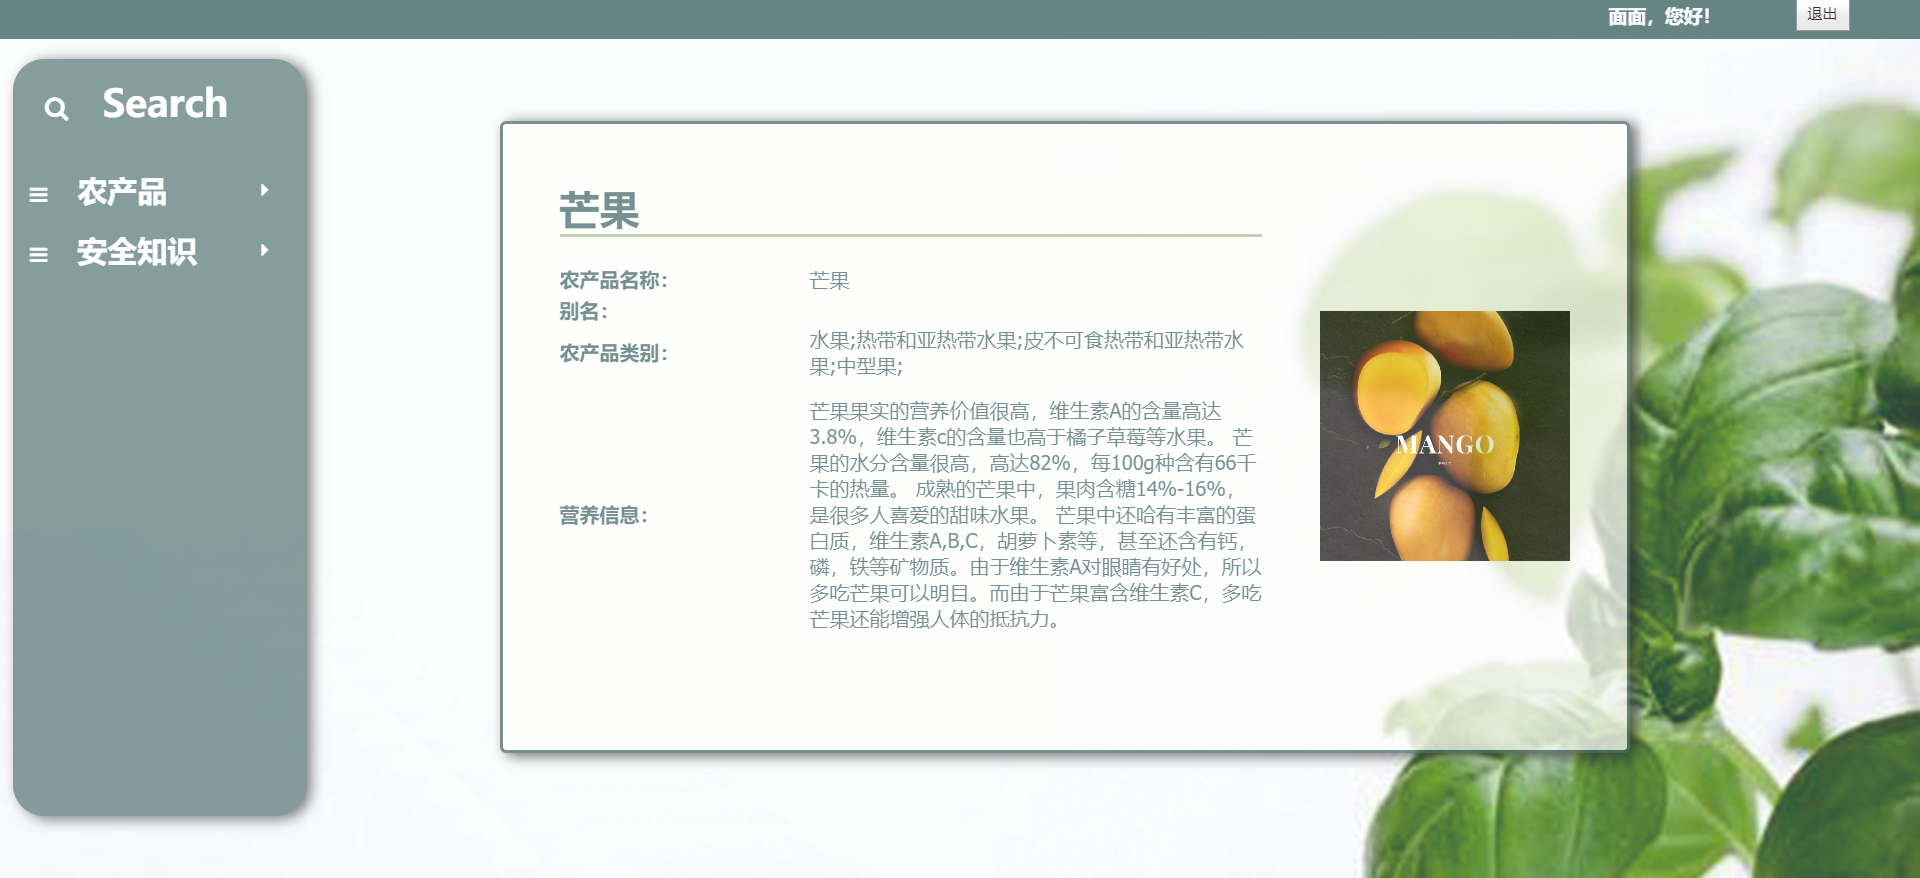 面面，您好！
退出
Search
农产品
安全知识
芒果
农产品名称：
芒果
别名：
农产品类别：
水果;热带和亚热带水果;皮不可食热带和亚热带水
果;中型果;
营养信息：
芒果果实的营养价值很高，维生素A的含量高达
3.8%，维生素c的含量也高于橘子草莓等水果。 芒
果的水分含量很高，高达82%，每100g种含有66千
卡的热量。 成熟的芒果中，果肉含糖14%-16%，
是很多人喜爱的甜味水果。 芒果中还哈有丰富的蛋
白质，维生素A,B,C，胡萝卜素等，甚至还含有钙，
磷，铁等矿物质。由于维生素A对眼睛有好处，所以
多吃芒果可以明目。而由于芒果富含维生素C，多吃
芒果还能增强人体的抵抗力。
MANGO